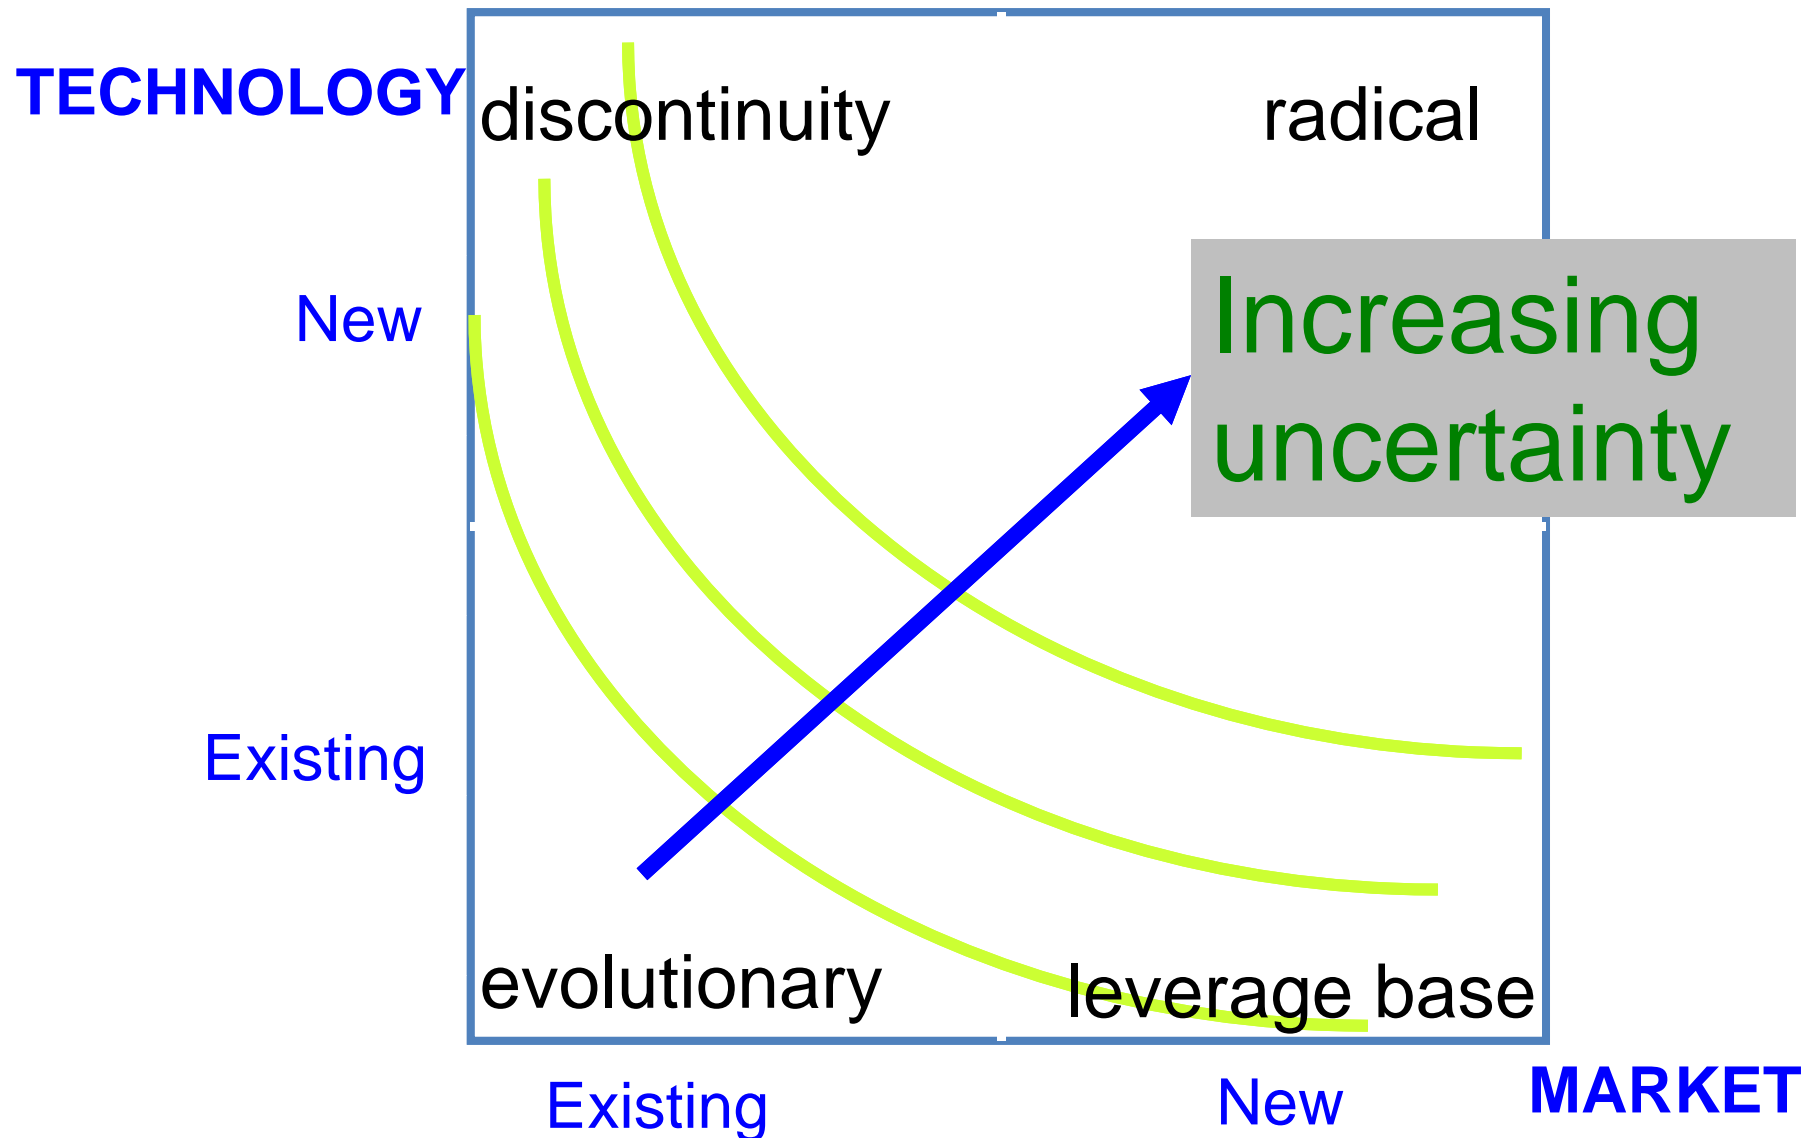 TECHNOLOGY
discontinuity
radical
New
Increasing
uncertainty
Existing
evolutionary
leverage base
Existing
New
MARKET